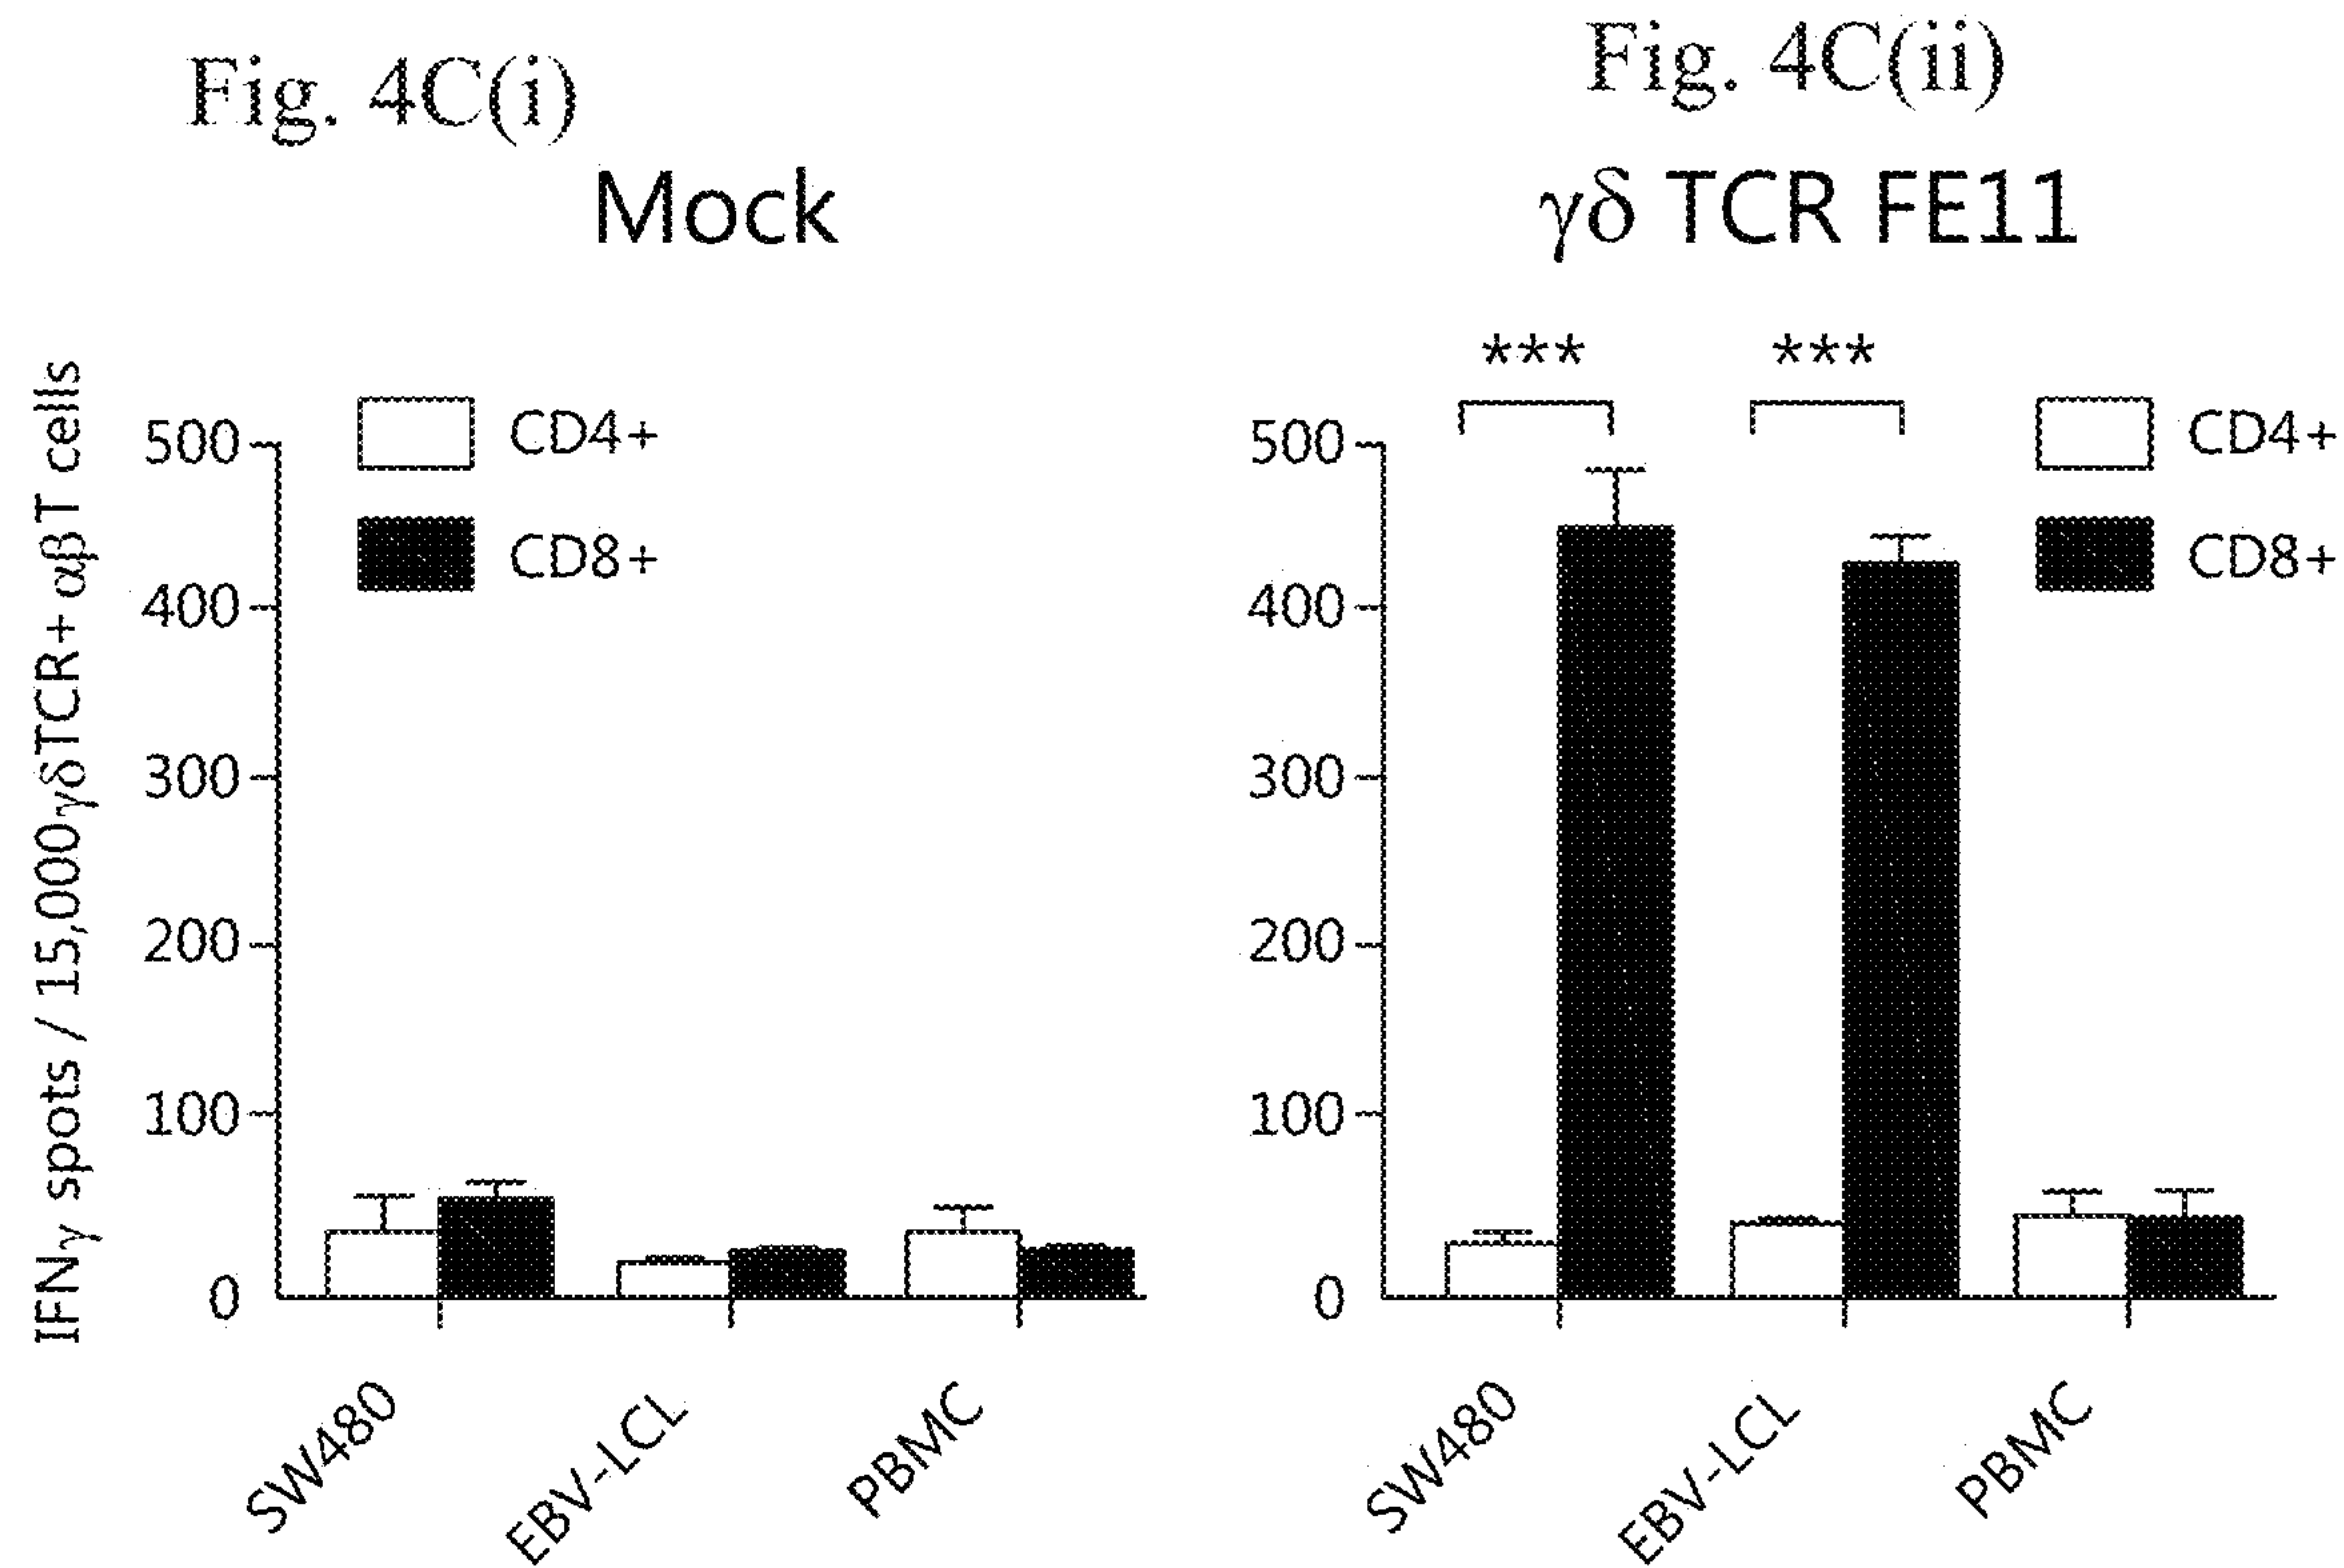 Fig. 4C(i)
Mock
IFNγ spots / 15,000γδTCR+αβT cells
500
400
300
200
100
0
CD4+
CD8+
SW480
EBV-LCL
PBMC
Fig. 4C(ii)
γδ TCR FE11
***
***
500
400
300
200
100
0
CD4+
CD8+
SW480
EBV-LCL
PBMC